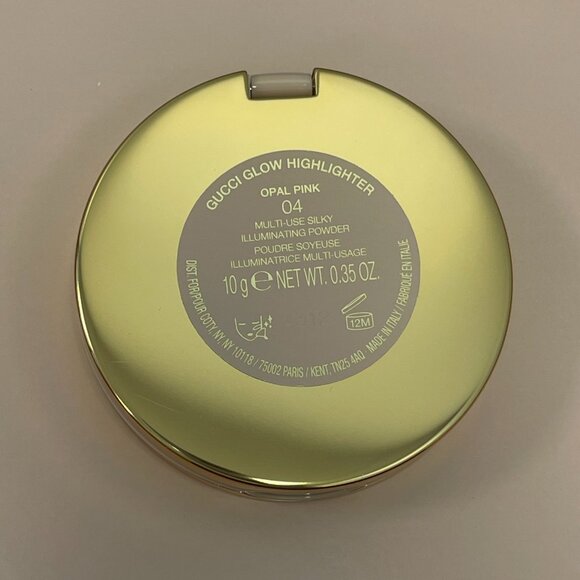 GUCCI GLOW HIGHLIGHTER
OPAL PINK
04
MULTI-USE SILKY
ILLUMINATING POWDER
POUDRE SOYEUSE
ILLUMINATRICE MULTI-USAGE
10 g e NET WT. 0.35 OZ.
12M
DIST. FOR/POUR COTY, NY, NY 10118 / 75002 PARIS / KENT, TN25 4AQ MADE IN ITALY / FABRIQUÉ EN ITALIE